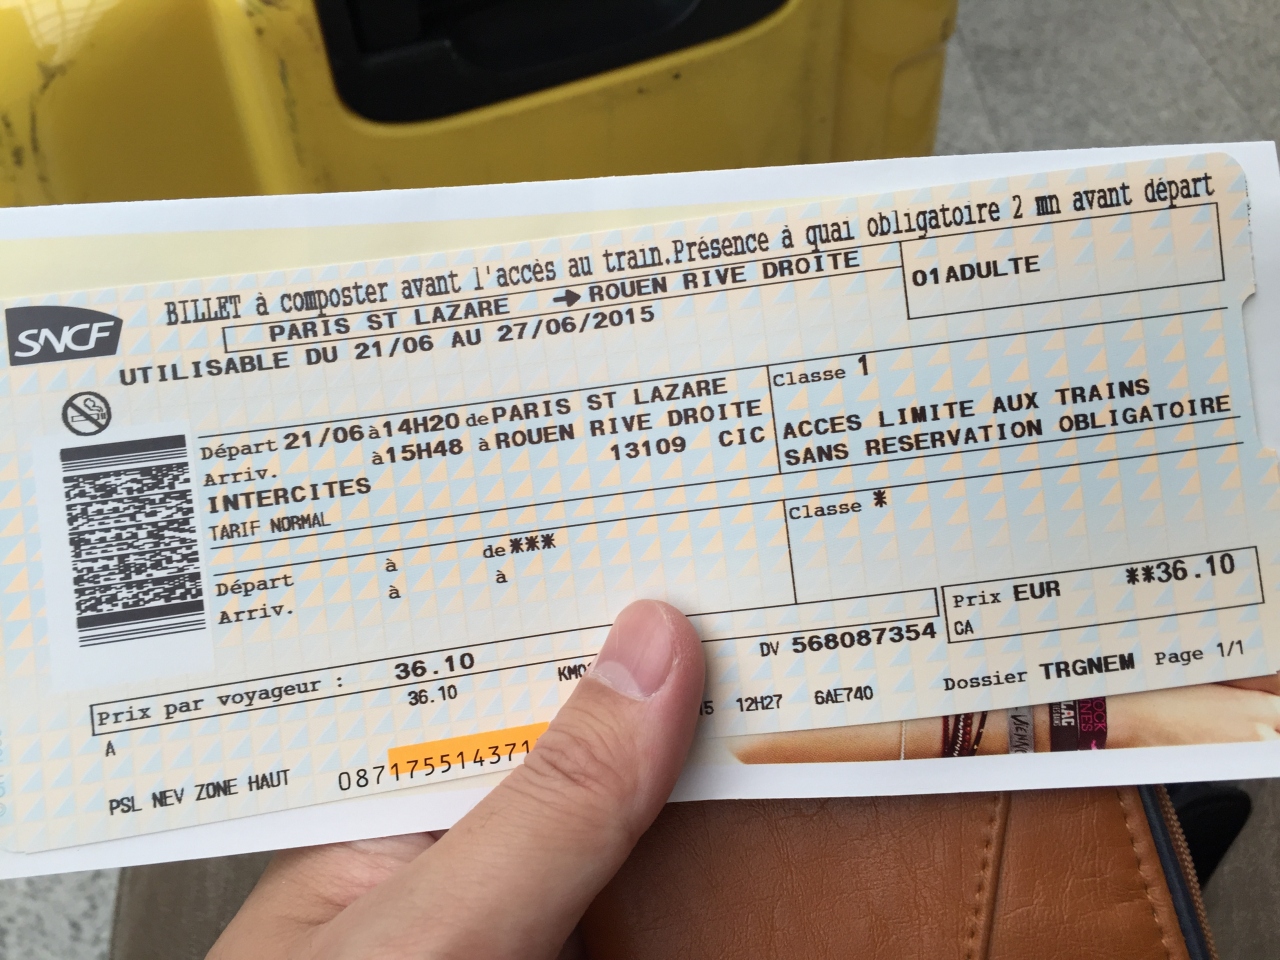 BILLET à composter avant l'accès au train.Présence à quai obligatoire 2 mn avant départ
SNCF
PARIS ST LAZARE → ROUEN RIVE DROITE
01ADULTE
UTILISABLE DU 21/06 AU 27/06/2015
Départ 21/06 à 14H20 de PARIS ST LAZARE
Classe 1
Arriv. à 15H48 à ROUEN RIVE DROITE
ACCES LIMITE AUX TRAINS
INTERCITES 13109 CIC
SANS RESERVATION OBLIGATOIRE
TARIF NORMAL
Départ à de ***
Classe *
Arriv. à à
Prix EUR **36.10
CA
Prix par voyageur : 36.10
DV 568087354
A 36.10
12H27 6AE740
Dossier TRGNEM Page 1/1
PSL NEV ZONE HAUT
087175514371